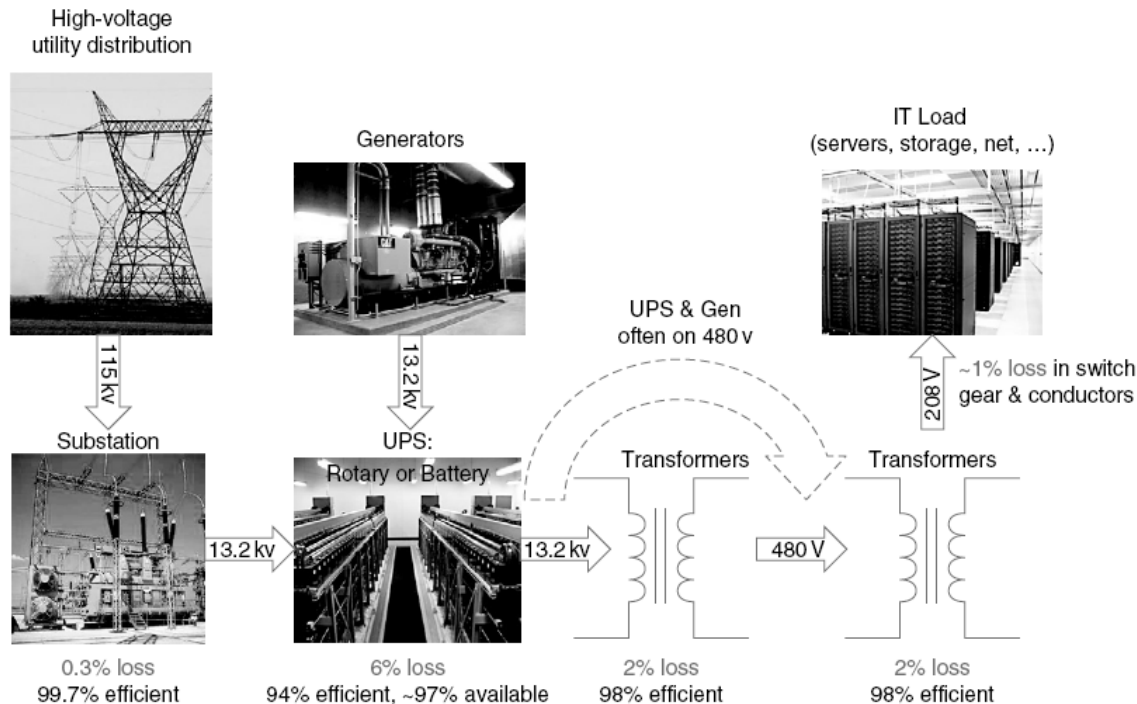 High-voltage
utility distribution
Generators
IT Load
(servers, storage, net, …)
UPS & Gen
often on 480 v
115 kv
13.2 kv
208 V
~1% loss in switch
gear & conductors
Substation
UPS:
Rotary or Battery
Transformers
Transformers
13.2 kv
13.2 kv
480 V
0.3% loss
99.7% efficient
6% loss
94% efficient, ~97% available
2% loss
98% efficient
2% loss
98% efficient
CAT